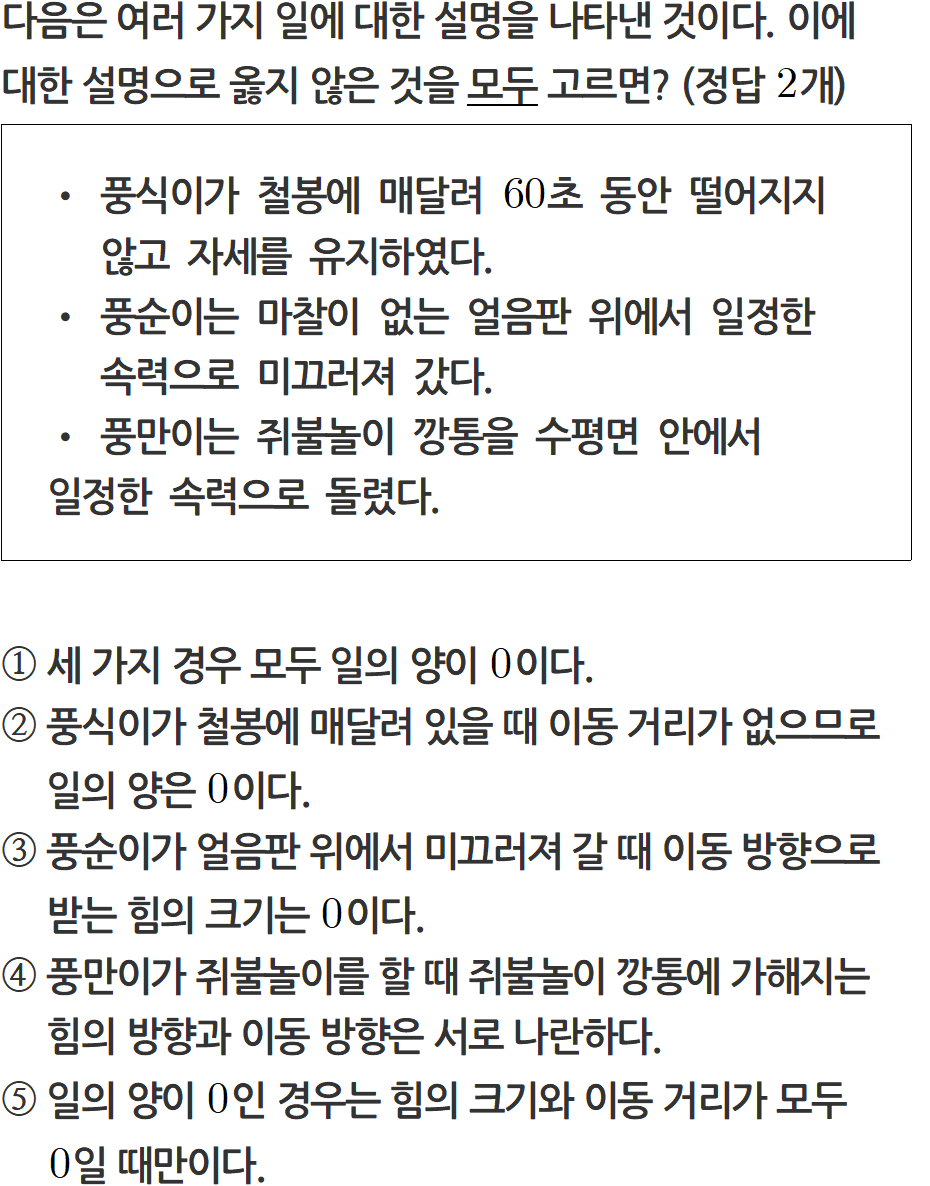 다음은 여러 가지 일에 대한 설명을 나타낸 것이다. 이에
대한 설명으로 옳지 않은 것을 모두 고르면? (정답 2개)
• 풍식이가 철봉에 매달려 60초 동안 떨어지지
않고 자세를 유지하였다.
• 풍순이는 마찰이 없는 얼음판 위에서 일정한
속력으로 미끄러져 갔다.
• 풍만이는 쥐불놀이 깡통을 수평면 안에서
일정한 속력으로 돌렸다.
① 세 가지 경우 모두 일의 양이 0이다.
② 풍식이가 철봉에 매달려 있을 때 이동 거리가 없으므로
일의 양은 0이다.
③ 풍순이가 얼음판 위에서 미끄러져 갈 때 이동 방향으로
받는 힘의 크기는 0이다.
④ 풍만이가 쥐불놀이를 할 때 쥐불놀이 깡통에 가해지는
힘의 방향과 이동 방향은 서로 나란하다.
⑤ 일의 양이 0인 경우는 힘의 크기와 이동 거리가 모두
0일 때만이다.